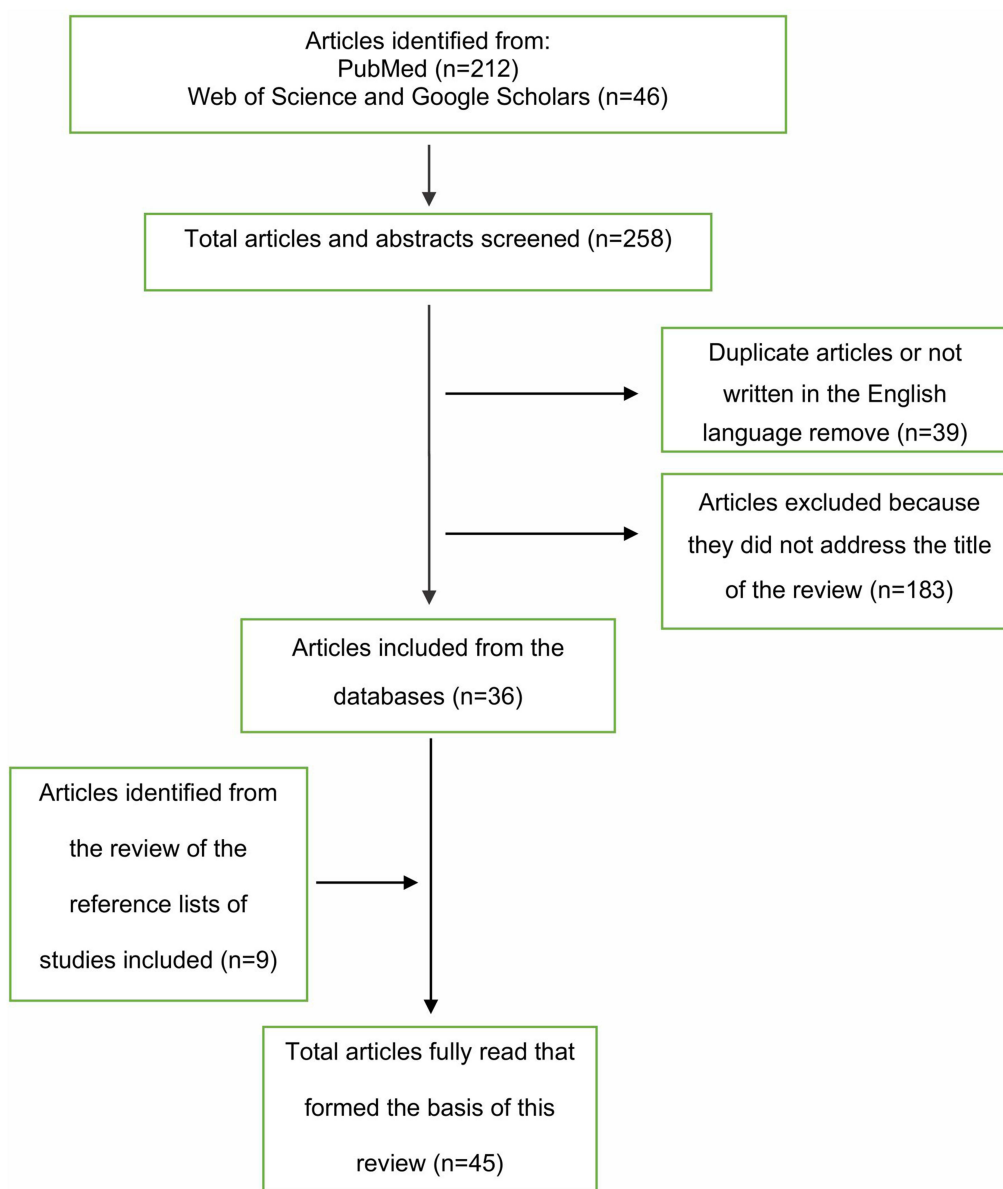 Articles identified from:
PubMed (n=212)
Web of Science and Google Scholars (n=46)
Total articles and abstracts screened (n=258)
Duplicate articles or not
written in the English
language remove (n=39)
Articles excluded because
they did not address the title
of the review (n=183)
Articles included from the
databases (n=36)
Articles identified from
the review of the
reference lists of
studies included (n=9)
Total articles fully read that
formed the basis of this
review (n=45)